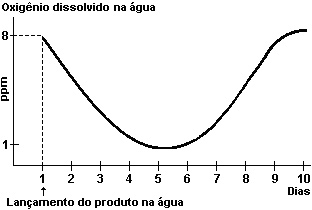 Oxigênio dissolvido na água
8
ppm
1
1 2 3 4 5 6 7 8 9 10
Dias
Lançamento do produto na água